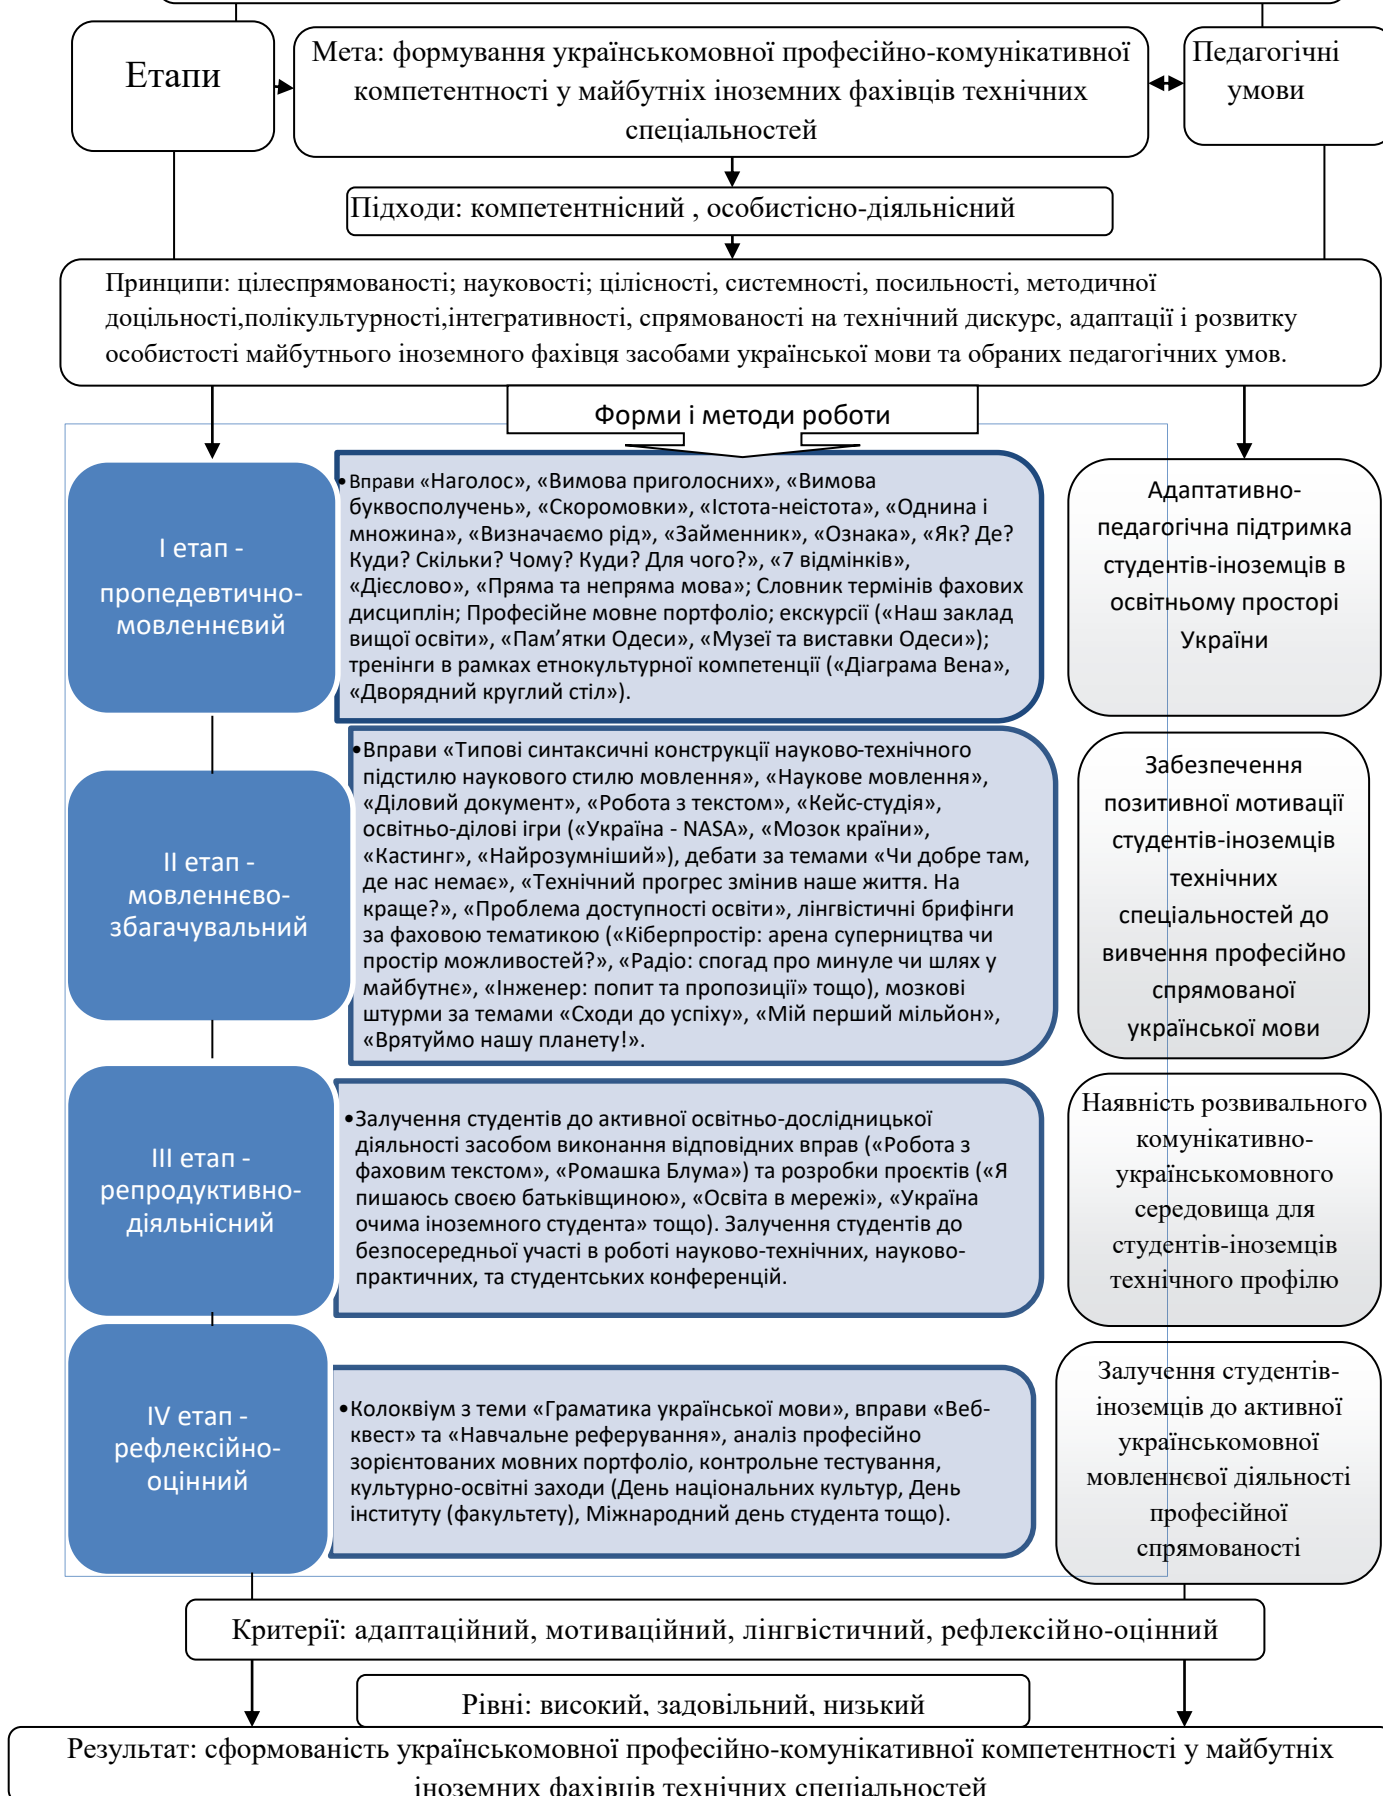 Етапи
Мета: формування українськомовної професійно-комунікативної
компетентності у майбутніх іноземних фахівців технічних
спеціальностей
Педагогічні
умови
Підходи: компетентнісний , особистісно-діяльнісний
Принципи: цілеспрямованості; науковості; цілісності, системності, посильності, методичної
доцільності,полікультурності,інтегративності, спрямованості на технічний дискурс, адаптації і розвитку
особистості майбутнього іноземного фахівця засобами української мови та обраних педагогічних умов.
Форми і методи роботи
І етап -
пропедевтично-
мовленнєвий
•Вправи «Наголос», «Вимова приголосних», «Вимова
буквосполучень», «Скоромовки», «Істота-неістота», «Однина і
множина», «Визначаємо рід», «Займенник», «Ознака», «Як? Де?
Куди? Скільки? Чому? Куди? Для чого?», «7 відмінків»,
«Дієслово», «Пряма та непряма мова»; Словник термінів фахових
дисциплін; Професійне мовне портфоліо; екскурсії («Наш заклад
вищої освіти», «Пам’ятки Одеси», «Музеї та виставки Одеси»);
тренінги в рамках етнокультурної компетенції («Діаграма Вена»,
«Дворядний круглий стіл»).
Адаптативно-
педагогічна підтримка
студентів-іноземців в
освітньому просторі
України
ІІ етап -
мовленнєво-
збагачувальний
•Вправи «Типові синтаксичні конструкції науково-технічного
підстилю наукового стилю мовлення», «Наукове мовлення»,
«Діловий документ», «Робота з текстом», «Кейс-студія»,
освітньо-ділові ігри («Україна - NASA», «Мозок країни»,
«Кастинг», «Найрозумніший»), дебати за темами «Чи добре там,
де нас немає», «Технічний прогрес змінив наше життя. На
краще?», «Проблема доступності освіти», лінгвістичні брифінги
за фаховою тематикою («Кіберпростір: арена суперництва чи
простір можливостей?», «Радіо: спогад про минуле чи шлях у
майбутнє», «Інженер: попит та пропозиції» тощо), мозкові
штурми за темами «Сходи до успіху», «Мій перший мільйон»,
«Врятуймо нашу планету!».
Забезпечення
позитивної мотивації
студентів-іноземців
технічних
спеціальностей до
вивчення професійно
спрямованої
української мови
ІІІ етап -
репродуктивно-
діяльнісний
•Залучення студентів до активної освітньо-дослідницької
діяльності засобом виконання відповідних вправ («Робота з
фаховим текстом», «Ромашка Блума») та розробки проєктів («Я
пишаюсь своєю батьківщиною», «Освіта в мережі», «Україна
очима іноземного студента» тощо). Залучення студентів до
безпосередньої участі в роботі науково-технічних, науково-
практичних, та студентських конференцій.
Наявність розвивального
комунікативно-
українськомовного
середовища для
студентів-іноземців
технічного профілю
IV етап -
рефлексійно-
оцінний
•Колоквіум з теми «Граматика української мови», вправи «Веб-
квест» та «Навчальне реферування», аналіз професійно
зорієнтованих мовних портфоліо, контрольне тестування,
культурно-освітні заходи (День національних культур, День
інституту (факультету), Міжнародний день студента тощо).
Залучення студентів-
іноземців до активної
українськомовної
мовленнєвої діяльності
професійної
спрямованості
Критерії: адаптаційний, мотиваційний, лінгвістичний, рефлексійно-оцінний
Рівні: високий, задовільний, низький
Результат: сформованість українськомовної професійно-комунікативної компетентності у майбутніх
іноземних фахівців технічних спеціальностей